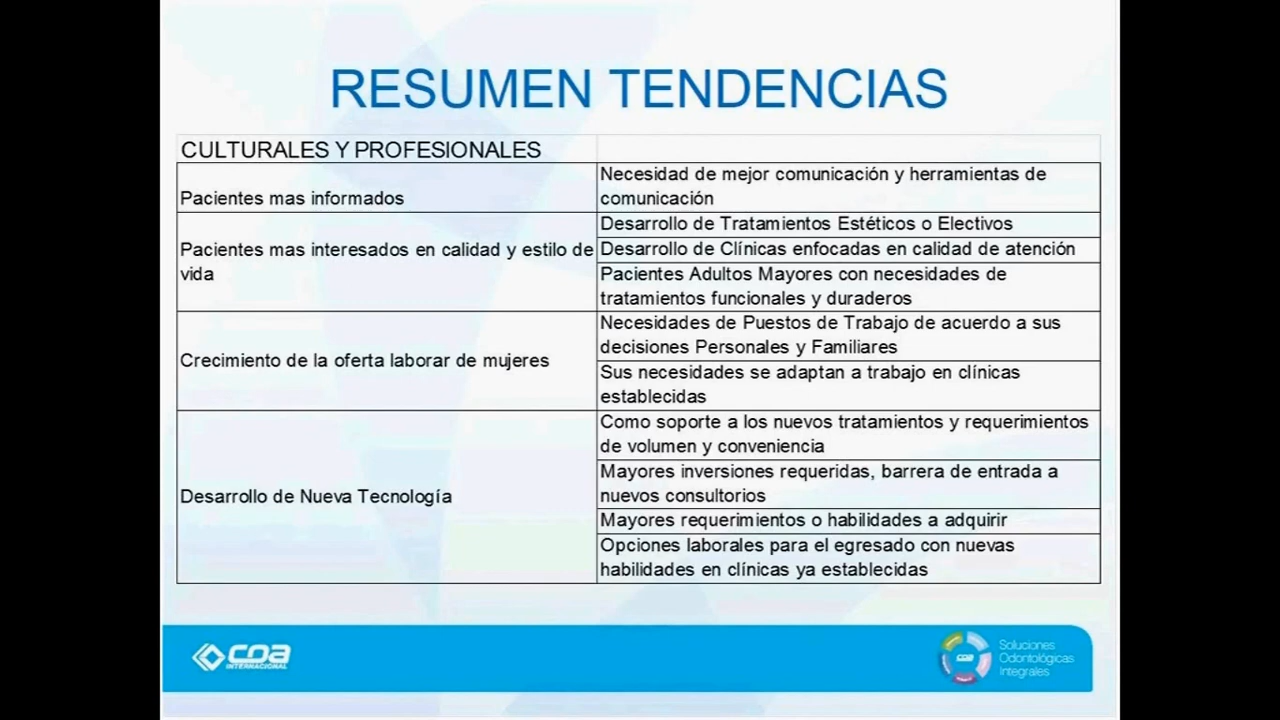 RESUMEN TENDENCIAS
CULTURALES Y PROFESIONALES
Pacientes mas informados
Necesidad de mejor comunicación y herramientas de
comunicación
Pacientes mas interesados en calidad y estilo de
vida
Desarrollo de Tratamientos Estéticos o Electivos
Desarrollo de Clínicas enfocadas en calidad de atención
Pacientes Adultos Mayores con necesidades de
tratamientos funcionales y duraderos
Crecimiento de la oferta laborar de mujeres
Necesidades de Puestos de Trabajo de acuerdo a sus
decisiones Personales y Familiares
Sus necesidades se adaptan a trabajo en clínicas
establecidas
Desarrollo de Nueva Tecnología
Como soporte a los nuevos tratamientos y requerimientos
de volumen y conveniencia
Mayores inversiones requeridas, barrera de entrada a
nuevos consultorios
Mayores requerimientos o habilidades a adquirir
Opciones laborales para el egresado con nuevas
habilidades en clínicas ya establecidas
coa
INTERNACIONAL
coa
Soluciones
Odontológicas
Integrales